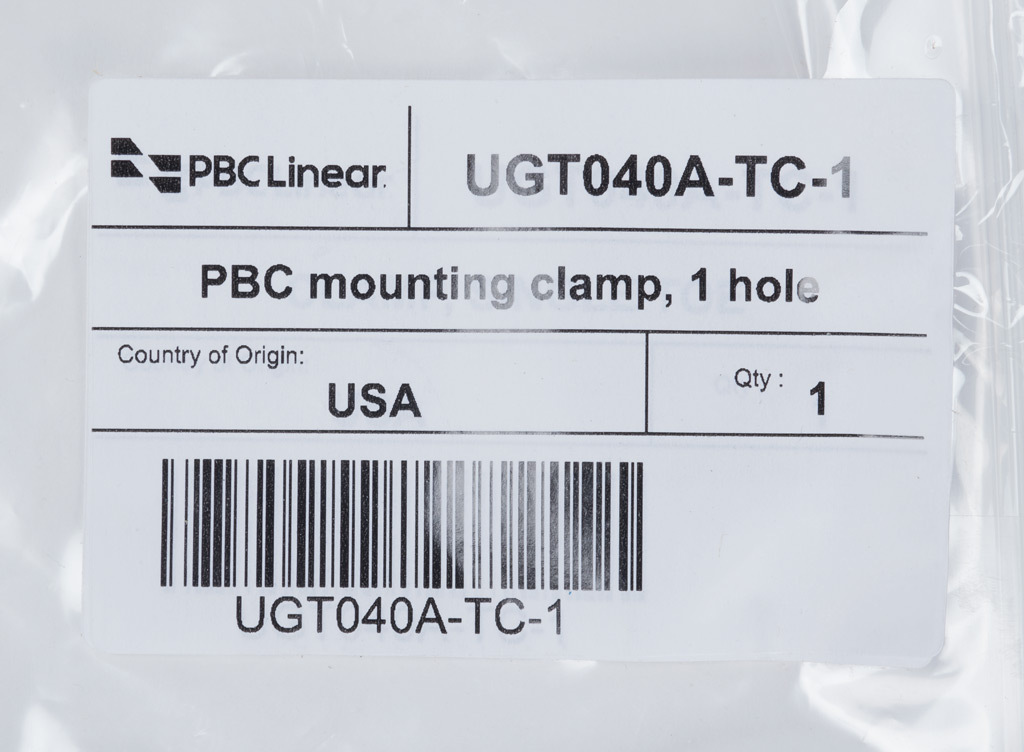 PBC Linear.
UGT040A-TC-1
PBC mounting clamp, 1 hole
Country of Origin:
USA
Qty : 1
UGT040A-TC-1